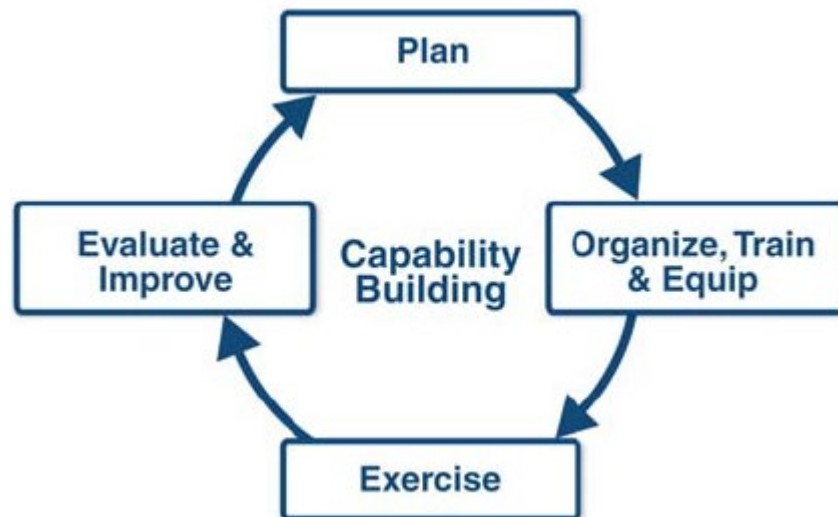 Plan
Evaluate &
Improve
Capability
Building
Organize, Train
& Equip
Exercise